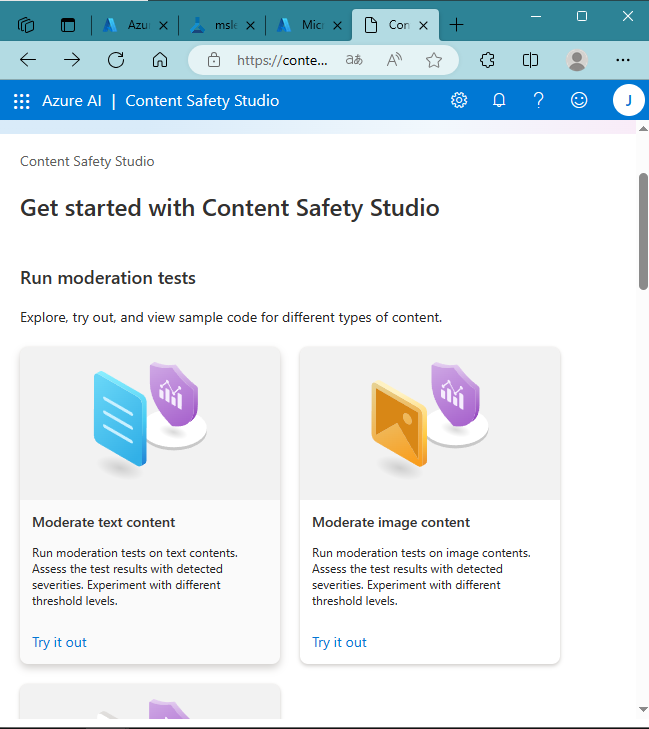 Azu
msle
Mic
Con
https://conte...
Azure AI | Content Safety Studio
J
Content Safety Studio
Get started with Content Safety Studio
Run moderation tests
Explore, try out, and view sample code for different types of content.
Moderate text content
Run moderation tests on text contents.
Assess the test results with detected
severities. Experiment with different
threshold levels.
Try it out
Moderate image content
Run moderation tests on image contents.
Assess the test results with detected
severities. Experiment with different
threshold levels.
Try it out